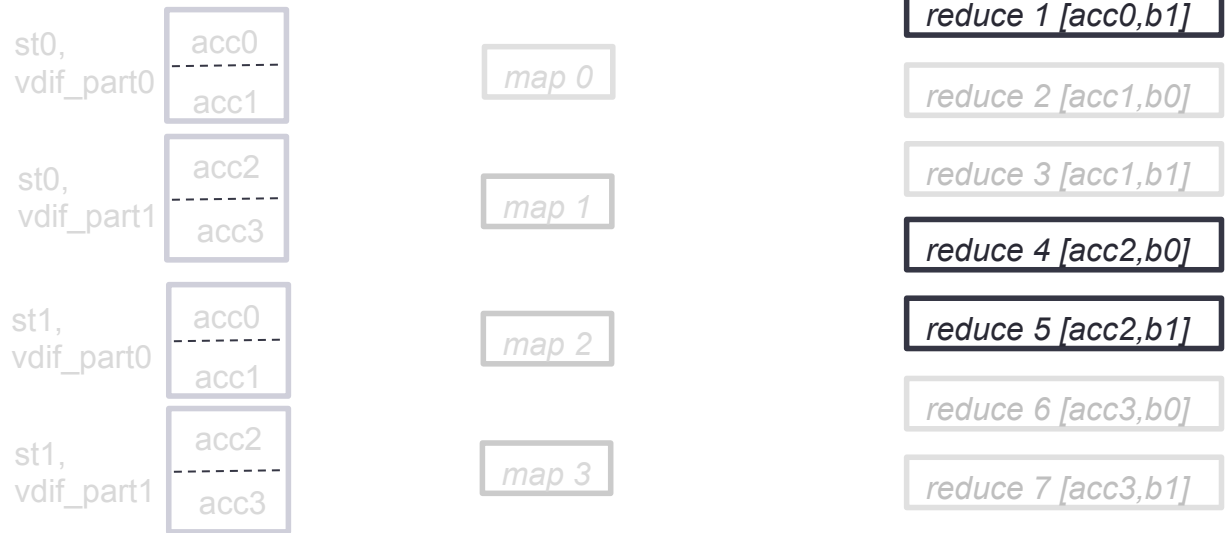 st0,
vdif_part0
acc0
acc1
st0,
vdif_part1
acc2
acc3
st1,
vdif_part0
acc0
acc1
st1,
vdif_part1
acc2
acc3
map 0
map 1
map 2
map 3
reduce 1 [acc0,b1]
reduce 2 [acc1,b0]
reduce 3 [acc1,b1]
reduce 4 [acc2,b0]
reduce 5 [acc2,b1]
reduce 6 [acc3,b0]
reduce 7 [acc3,b1]